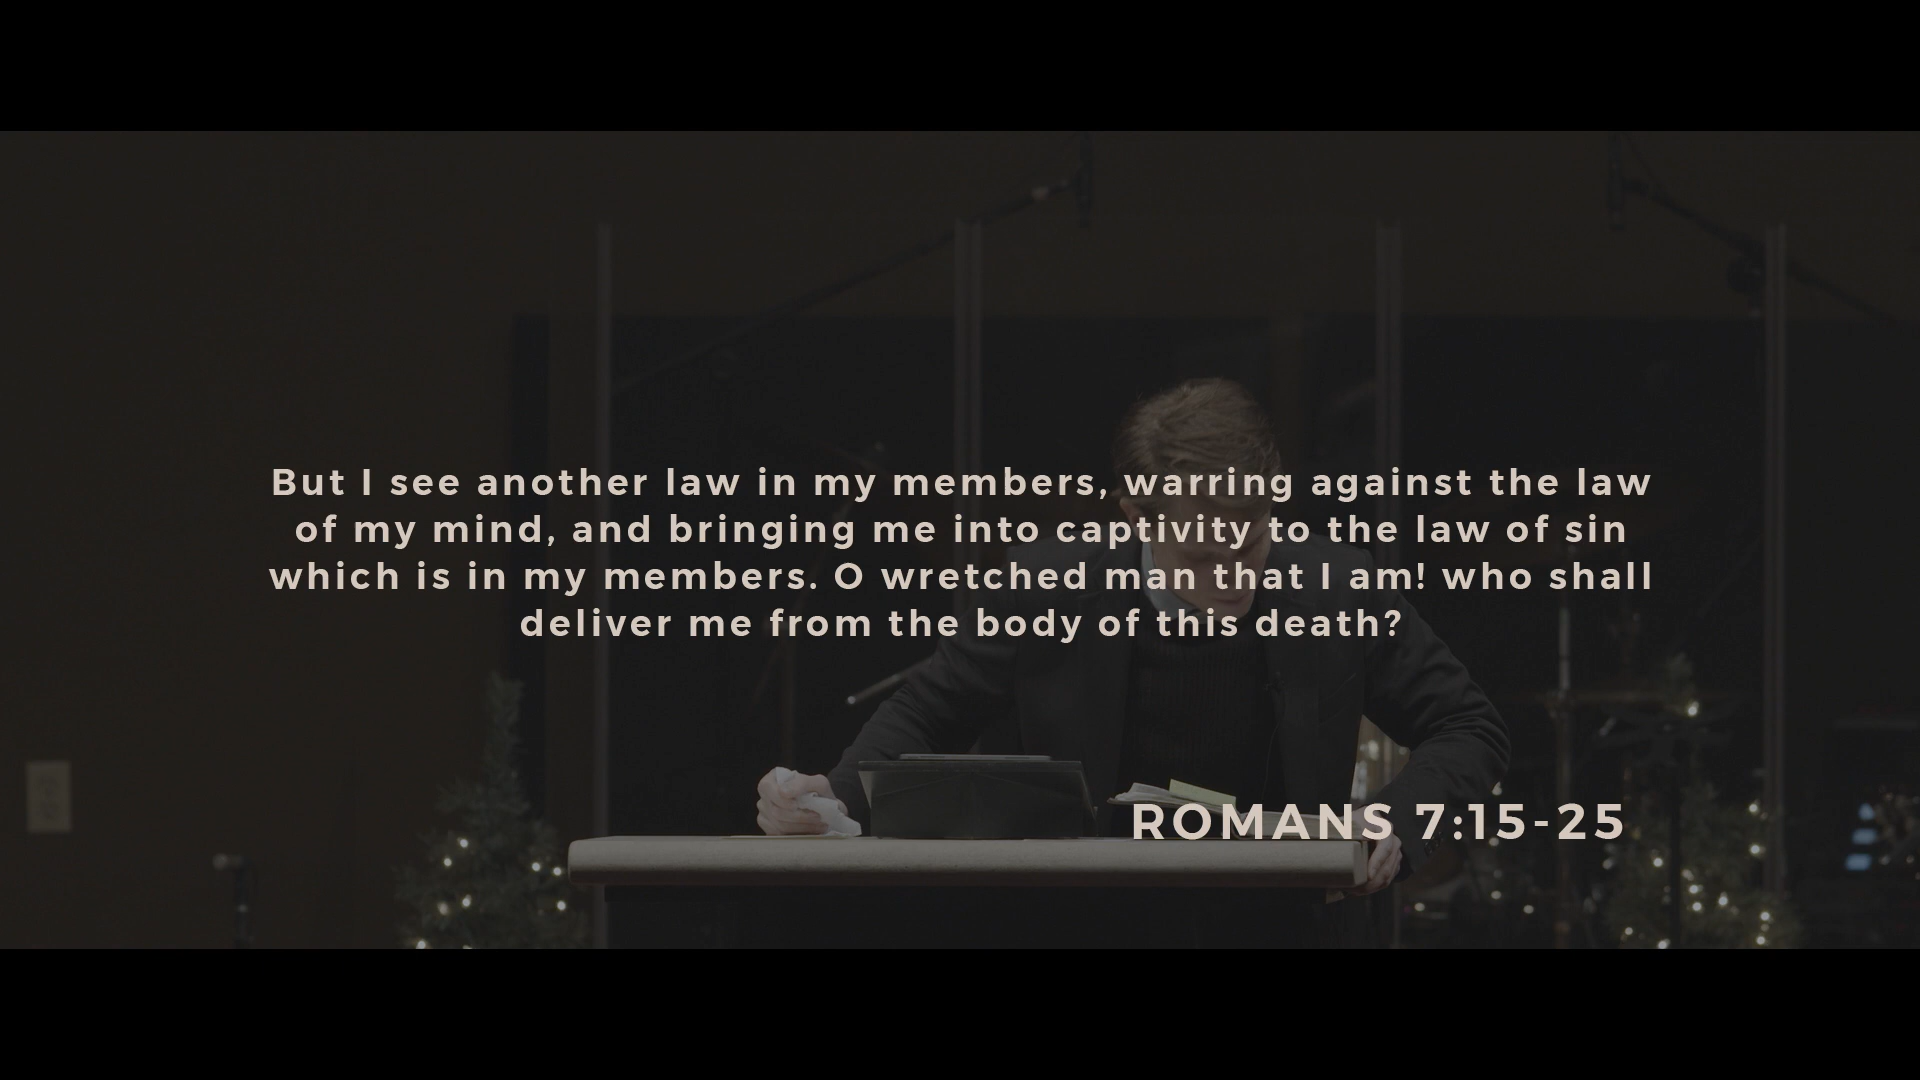 But I see another law in my members, warring against the law
of my mind, and bringing me into captivity to the law of sin
which is in my members. O wretched man that I am! who shall
deliver me from the body of this death?
ROMANS 7:15-25